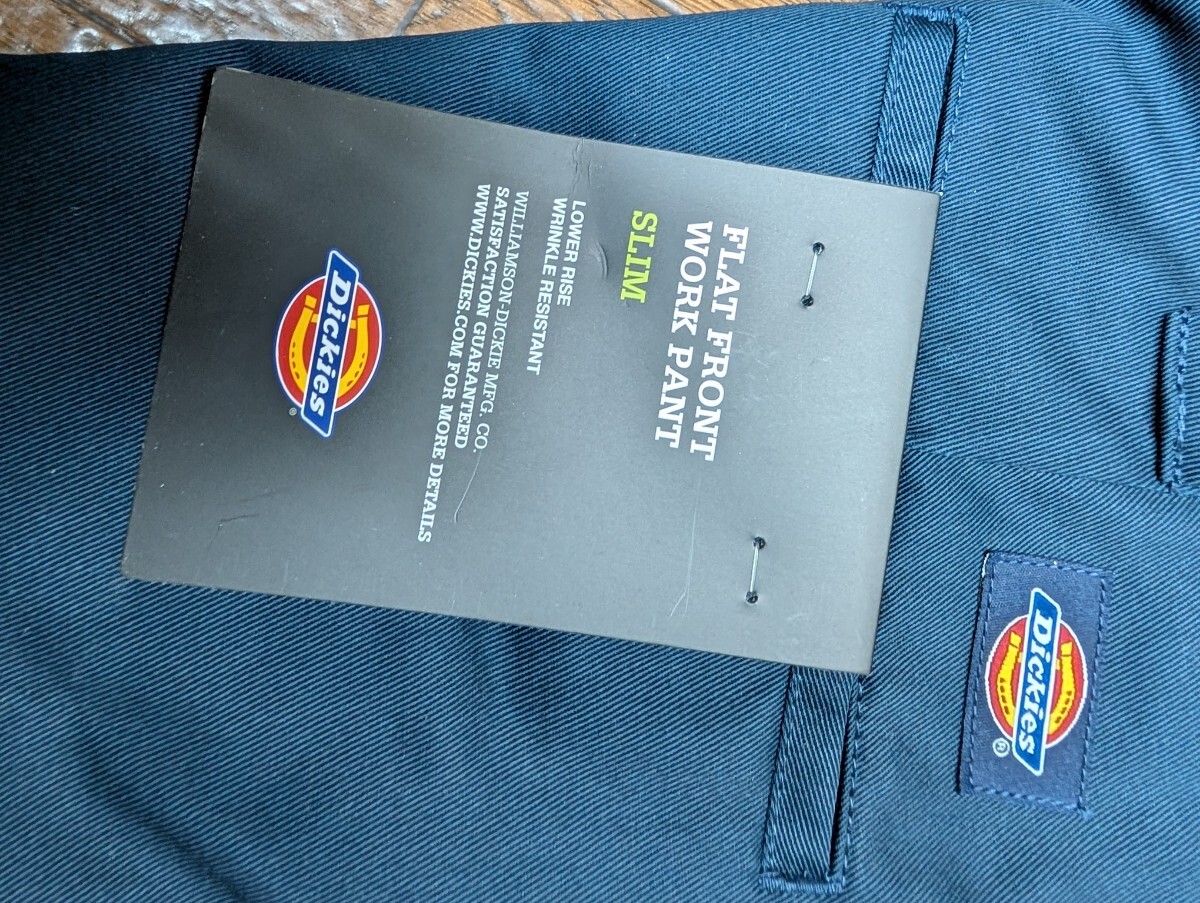 FLAT FRONT
WORK PANT
SLIM
LOWER RISE
WRINKLE RESISTANT
WILLIAMSON-DICKIE MFG. CO.
SATISFACTION GUARANTEED
WWW.DICKIES.COM FOR MORE DETAILS
Dickies®
Dickies®